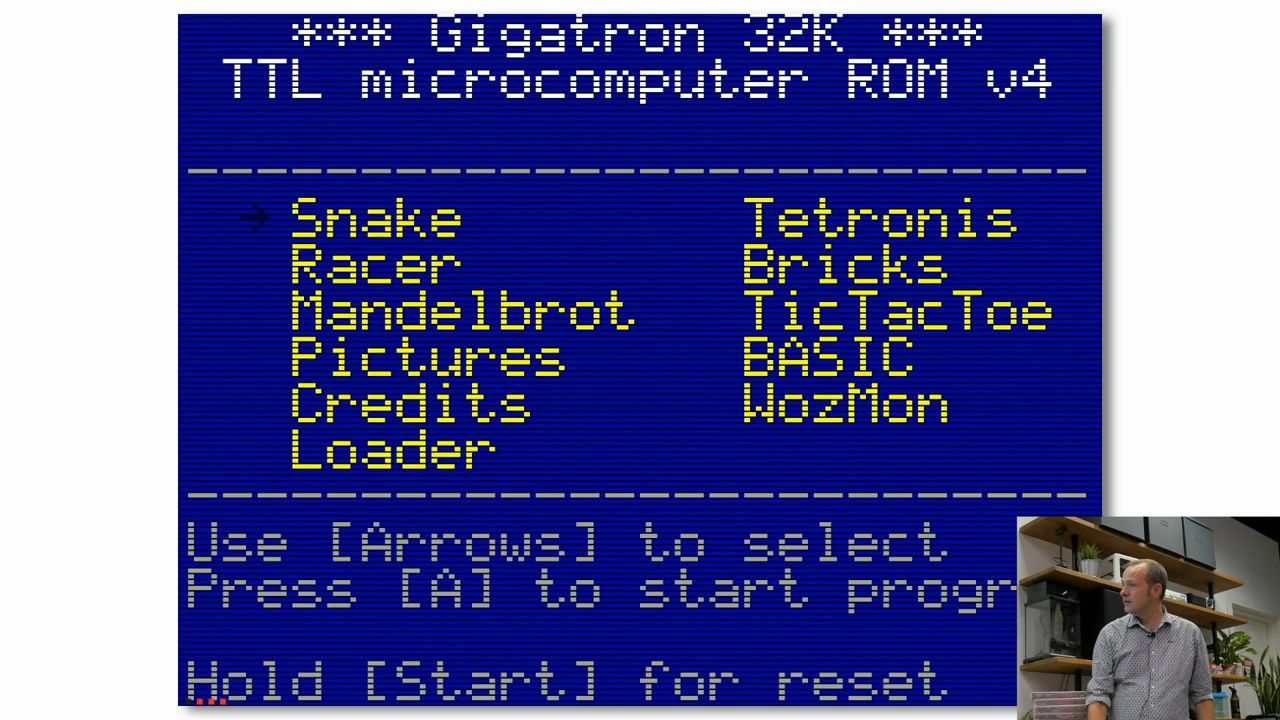 *** Gigatron 32K ***
TTL microcomputer ROM v4
Snake Tetronis
Racer Bricks
Mandelbrot TicTacToe
Pictures BASIC
Credits WozMon
Loader
Use [Arrows] to select
Press [A] to start progr
Hold [Start] for reset